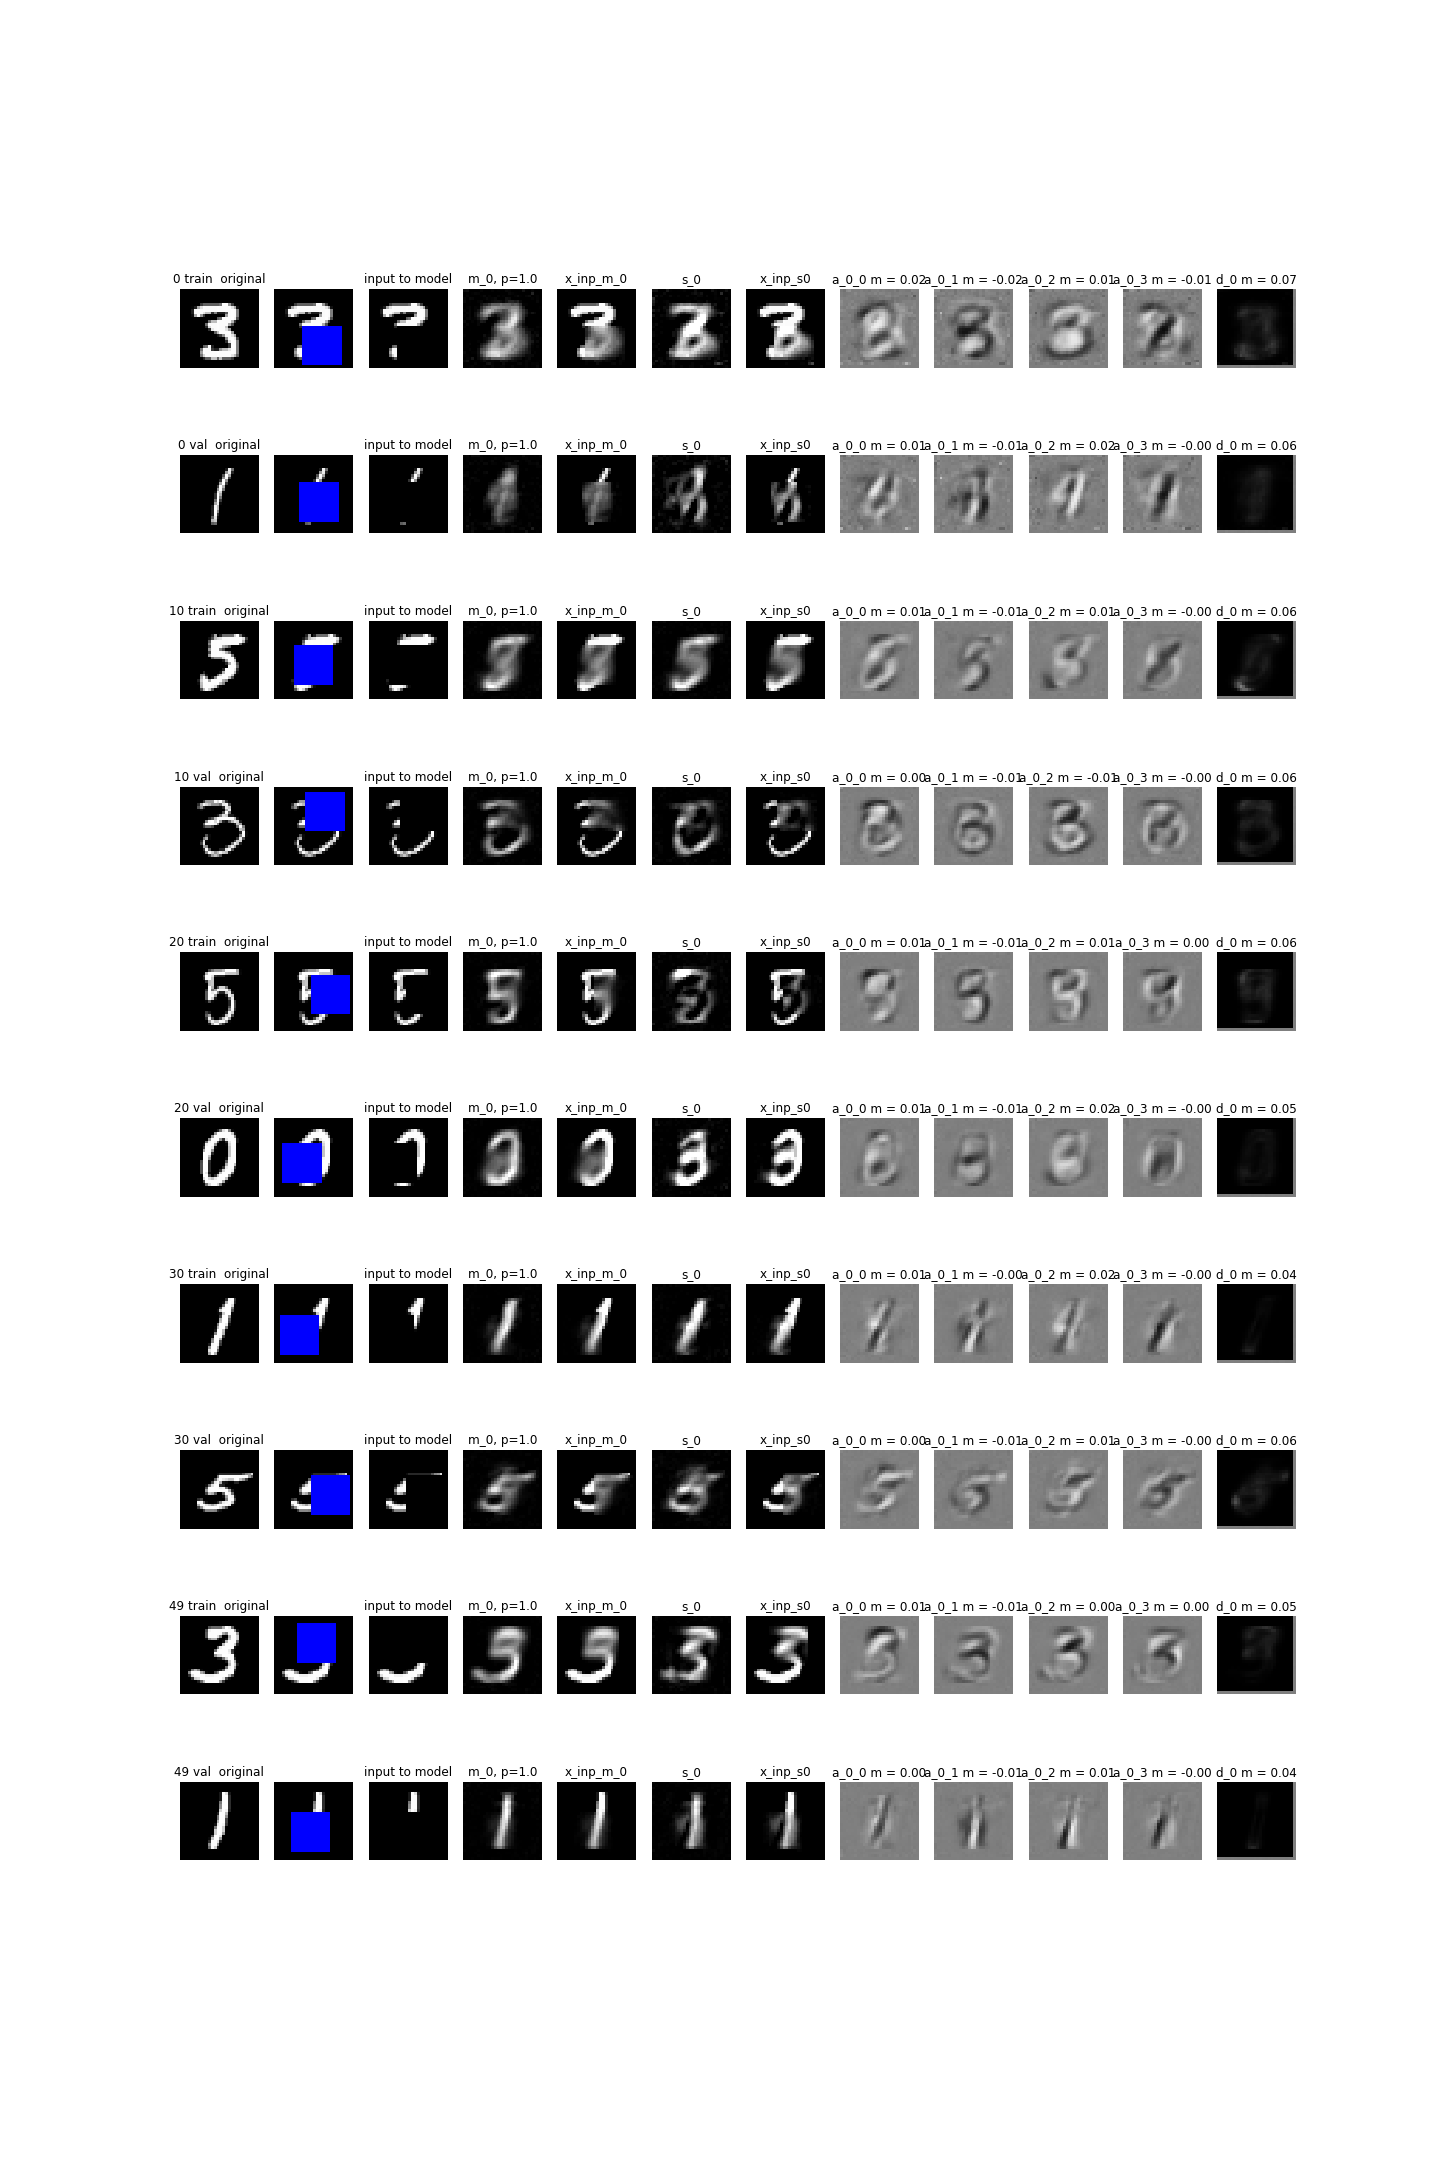 0 train  original input to model m_0, p=1.0 x_inp_m_0 s_0 x_inp_s0 a_0_0 m = 0.02 a_0_1 m = -0.02 a_0_2 m = 0.01 a_0_3 m = -0.01 d_0 m = 0.07
0 val  original input to model m_0, p=1.0 x_inp_m_0 s_0 x_inp_s0 a_0_0 m = 0.01 a_0_1 m = -0.01 a_0_2 m = 0.02 a_0_3 m = -0.00 d_0 m = 0.06
10 train  original input to model m_0, p=1.0 x_inp_m_0 s_0 x_inp_s0 a_0_0 m = 0.01 a_0_1 m = -0.01 a_0_2 m = 0.01 a_0_3 m = -0.00 d_0 m = 0.06
10 val  original input to model m_0, p=1.0 x_inp_m_0 s_0 x_inp_s0 a_0_0 m = 0.00 a_0_1 m = -0.01 a_0_2 m = -0.01 a_0_3 m = -0.00 d_0 m = 0.06
20 train  original input to model m_0, p=1.0 x_inp_m_0 s_0 x_inp_s0 a_0_0 m = 0.01 a_0_1 m = -0.01 a_0_2 m = 0.01 a_0_3 m = 0.00 d_0 m = 0.06
20 val  original input to model m_0, p=1.0 x_inp_m_0 s_0 x_inp_s0 a_0_0 m = 0.01 a_0_1 m = -0.01 a_0_2 m = 0.02 a_0_3 m = -0.00 d_0 m = 0.05
30 train  original input to model m_0, p=1.0 x_inp_m_0 s_0 x_inp_s0 a_0_0 m = 0.01 a_0_1 m = -0.00 a_0_2 m = 0.02 a_0_3 m = -0.00 d_0 m = 0.04
30 val  original input to model m_0, p=1.0 x_inp_m_0 s_0 x_inp_s0 a_0_0 m = 0.00 a_0_1 m = -0.01 a_0_2 m = 0.01 a_0_3 m = -0.00 d_0 m = 0.06
49 train  original input to model m_0, p=1.0 x_inp_m_0 s_0 x_inp_s0 a_0_0 m = 0.01 a_0_1 m = -0.01 a_0_2 m = 0.00 a_0_3 m = 0.00 d_0 m = 0.05
49 val  original input to model m_0, p=1.0 x_inp_m_0 s_0 x_inp_s0 a_0_0 m = 0.00 a_0_1 m = -0.01 a_0_2 m = 0.01 a_0_3 m = -0.00 d_0 m = 0.04